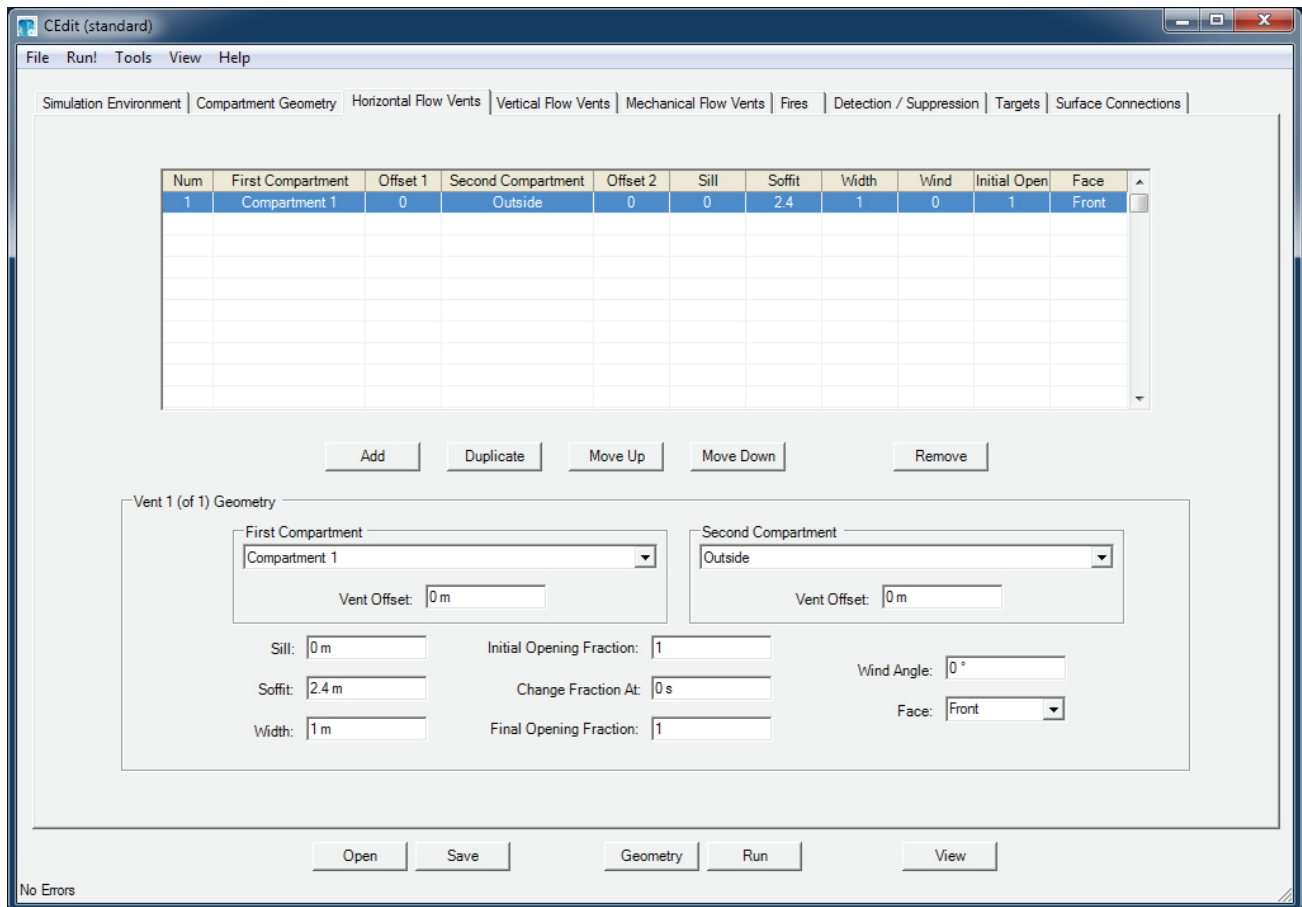 CEdit (standard)
File Run! Tools View Help
Simulation Environment Compartment Geometry Horizontal Flow Vents Vertical Flow Vents Mechanical Flow Vents Fires Detection / Suppression Targets Surface Connections
Num First Compartment Offset 1 Second Compartment Offset 2 Sill Soffit Width Wind Initial Open Face
1 Compartment 1 0 Outside 0 0 2.4 1 0 1 Front
Add Duplicate Move Up Move Down Remove
Vent 1 (of 1) Geometry
First Compartment Second Compartment
Compartment 1 Outside
Vent Offset: 0 m Vent Offset: 0 m
Sill: 0 m Initial Opening Fraction: 1
Wind Angle: 0 °
Soffit: 2.4 m Change Fraction At: 0 s
Face: Front
Width: 1 m Final Opening Fraction: 1
Open Save Geometry Run View
No Errors